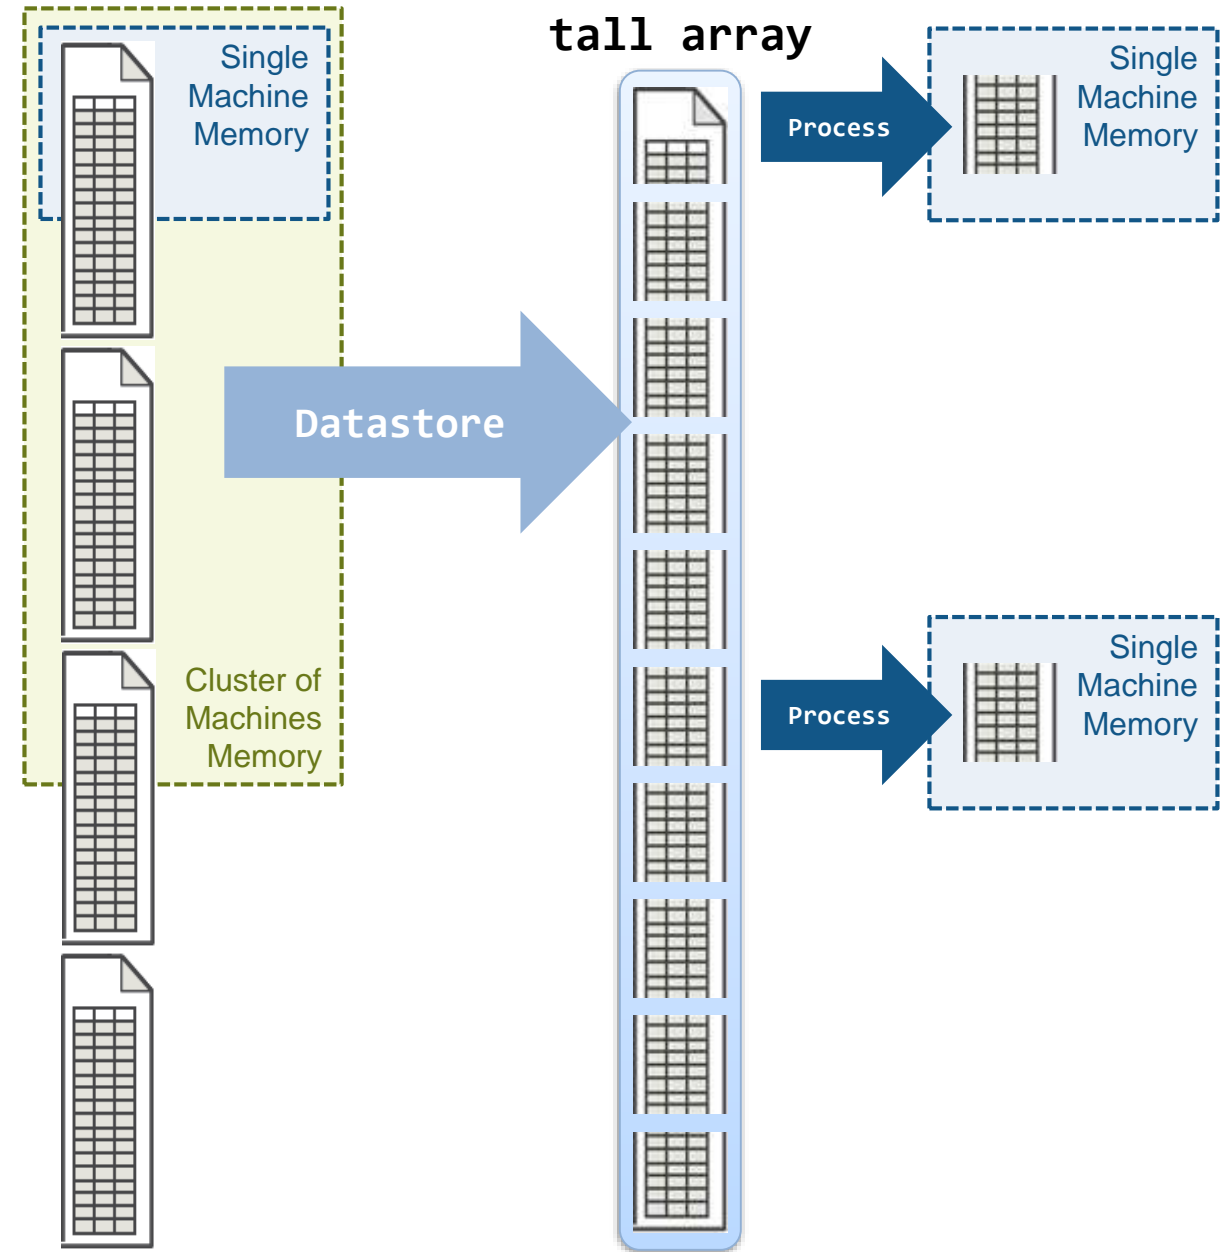 tall array
Single
Machine
Memory
Cluster of
Machines
Memory
Datastore
Process
Single
Machine
Memory
Process
Single
Machine
Memory